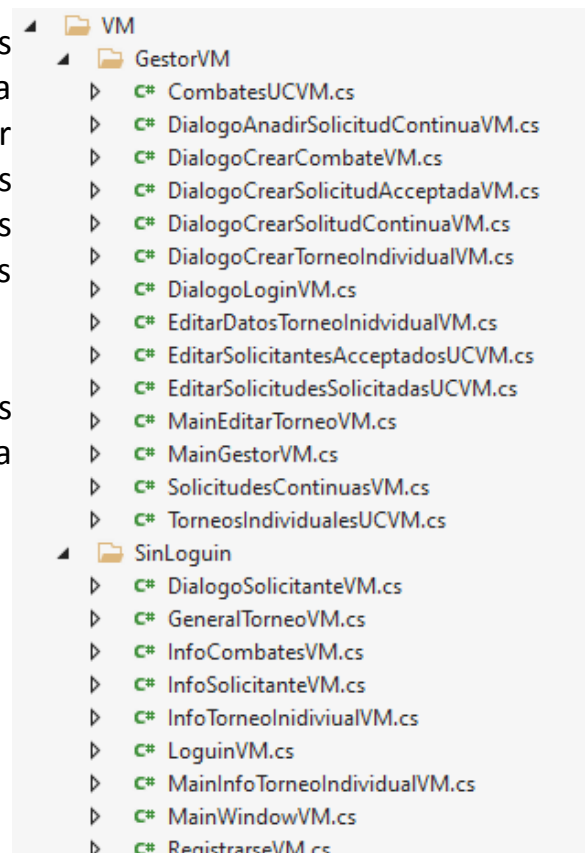 VM
GestorVM
C# CombatesUCVM.cs
C# DialogoAnadirSolicitudContinuaVM.cs
C# DialogoCrearCombateVM.cs
C# DialogoCrearSolicitudAcceptadaVM.cs
C# DialogoCrearSolitudContinuaVM.cs
C# DialogoCrearTorneoIndividualVM.cs
C# DialogoLoginVM.cs
C# EditarDatosTorneoInidvidualVM.cs
C# EditarSolicitantesAcceptadosUCVM.cs
C# EditarSolicitudesSolicitadasUCVM.cs
C# MainEditarTorneoVM.cs
C# MainGestorVM.cs
C# SolicitudesContinuasVM.cs
C# TorneosIndividualesUCVM.cs
SinLoguin
C# DialogoSolicitanteVM.cs
C# GeneralTorneoVM.cs
C# InfoCombatesVM.cs
C# InfoSolicitanteVM.cs
C# InfoTorneoInidiviualVM.cs
C# LoguinVM.cs
C# MainInfoTorneoIndividualVM.cs
C# MainWindowVM.cs
C# RegistrarseVM.cs